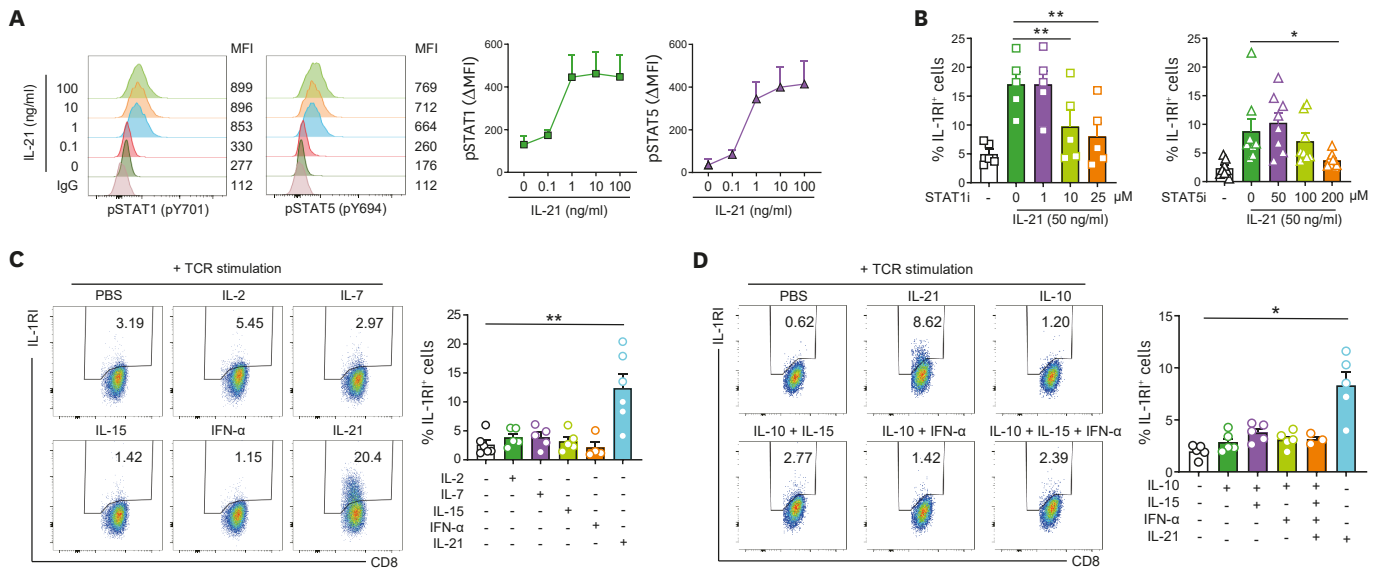 A
MFI
MFI
IL-21 (ng/ml)
100
10
1
0.1
0
IgG
899
896
853
330
277
112
pSTAT1 (pY701)
769
712
664
260
176
112
pSTAT5 (pY694)
pSTAT1 (ΔMFI)
600
400
200
0
0 0.1 1 10 100
IL-21 (ng/ml)
pSTAT5 (ΔMFI)
600
400
200
0
0 0.1 1 10 100
IL-21 (ng/ml)
B
% IL-1RI+ cells
25
20
15
10
5
0
**
**
STAT1i - 0 1 10 25 µM
IL-21 (50 ng/ml)
% IL-1RI+ cells
25
20
15
10
5
0
*
STAT5i - 0 50 100 200 µM
IL-21 (50 ng/ml)
C
+ TCR stimulation
PBS IL-2 IL-7
3.19 5.45 2.97
IL-15 IFN-α IL-21
1.42 1.15 20.4
IL-1RI
CD8
% IL-1RI+ cells
25
20
15
10
5
0
**
IL-2 - + - - - -
IL-7 - - + - - -
IL-15 - - - + - -
IFN-α - - - - + -
IL-21 - - - - - +
D
+ TCR stimulation
PBS IL-21 IL-10
0.62 8.62 1.20
IL-10 + IL-15 IL-10 + IFN-α IL-10 + IL-15 + IFN-α
2.77 1.42 2.39
IL-1RI
CD8
% IL-1RI+ cells
15
10
5
0
*
IL-10 - + + + + -
IL-15 - - + - + -
IFN-α - - - + + -
IL-21 - - - - + +